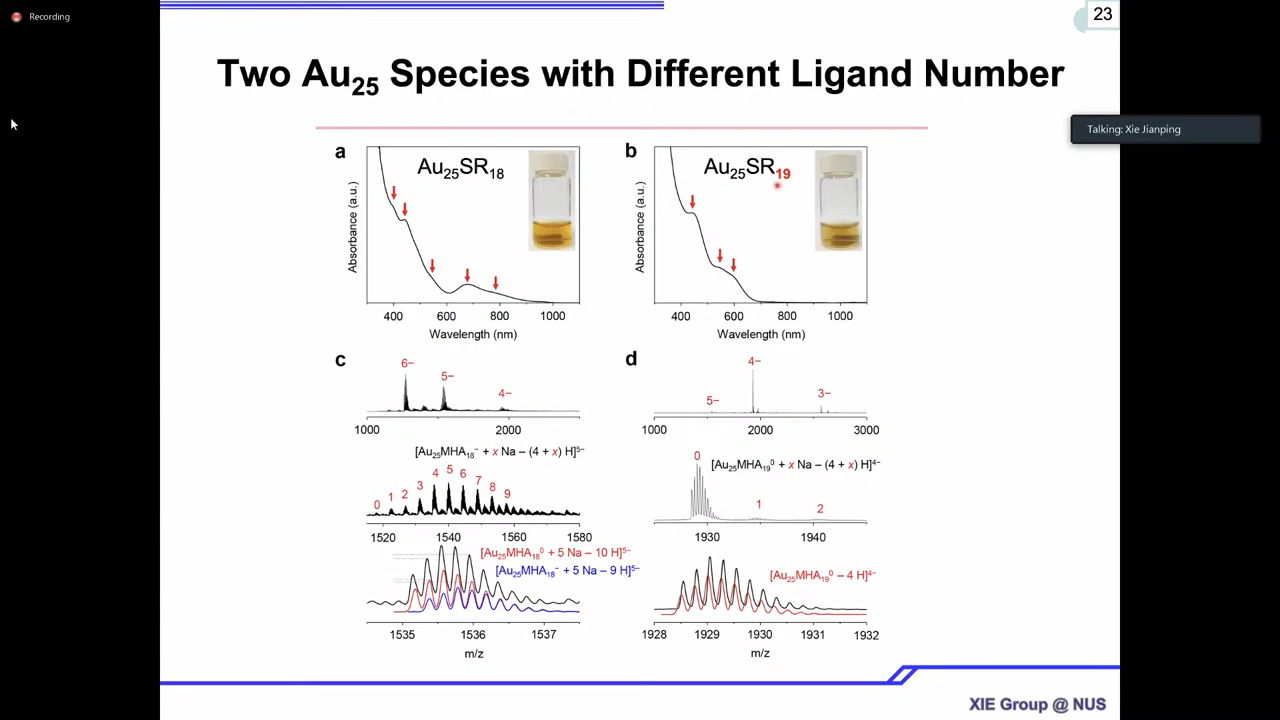 Recording
23
Two Au25 Species with Different Ligand Number
Talking: Xie Jianping
a
Au25SR18
Absorbance (a.u.)
400 600 800 1000
Wavelength (nm)
b
Au25SR19
Absorbance (a.u.)
400 600 800 1000
Wavelength (nm)
c
6−
5−
4−
1000 2000
[Au25MHA18− + x Na – (4 + x) H]5−
0 1 2 3 4 5 6 7 8 9
1520 1540 1560 1580
[Au25MHA180 + 5 Na – 10 H]5−
[Au25MHA18− + 5 Na – 9 H]5−
1535 1536 1537
m/z
d
5−
4−
3−
1000 2000 3000
[Au25MHA190 + x Na – (4 + x) H]4−
0 1 2
1930 1940
[Au25MHA190 – 4 H]4−
1928 1929 1930 1931 1932
m/z
XIE Group @ NUS